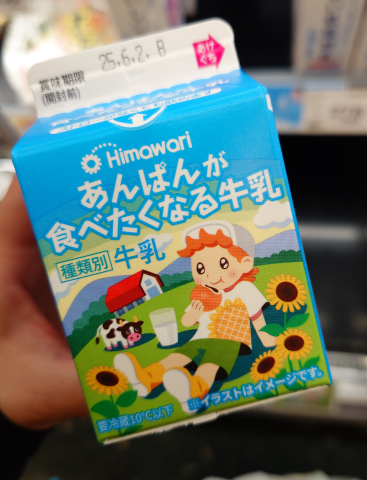 25.6.2. 8
賞味期限
(開封前)
あけぐち
Himawari
あんぱんが
食べたくなる牛乳
種類別 牛乳
要冷蔵10℃以下
※イラストはイメージです。